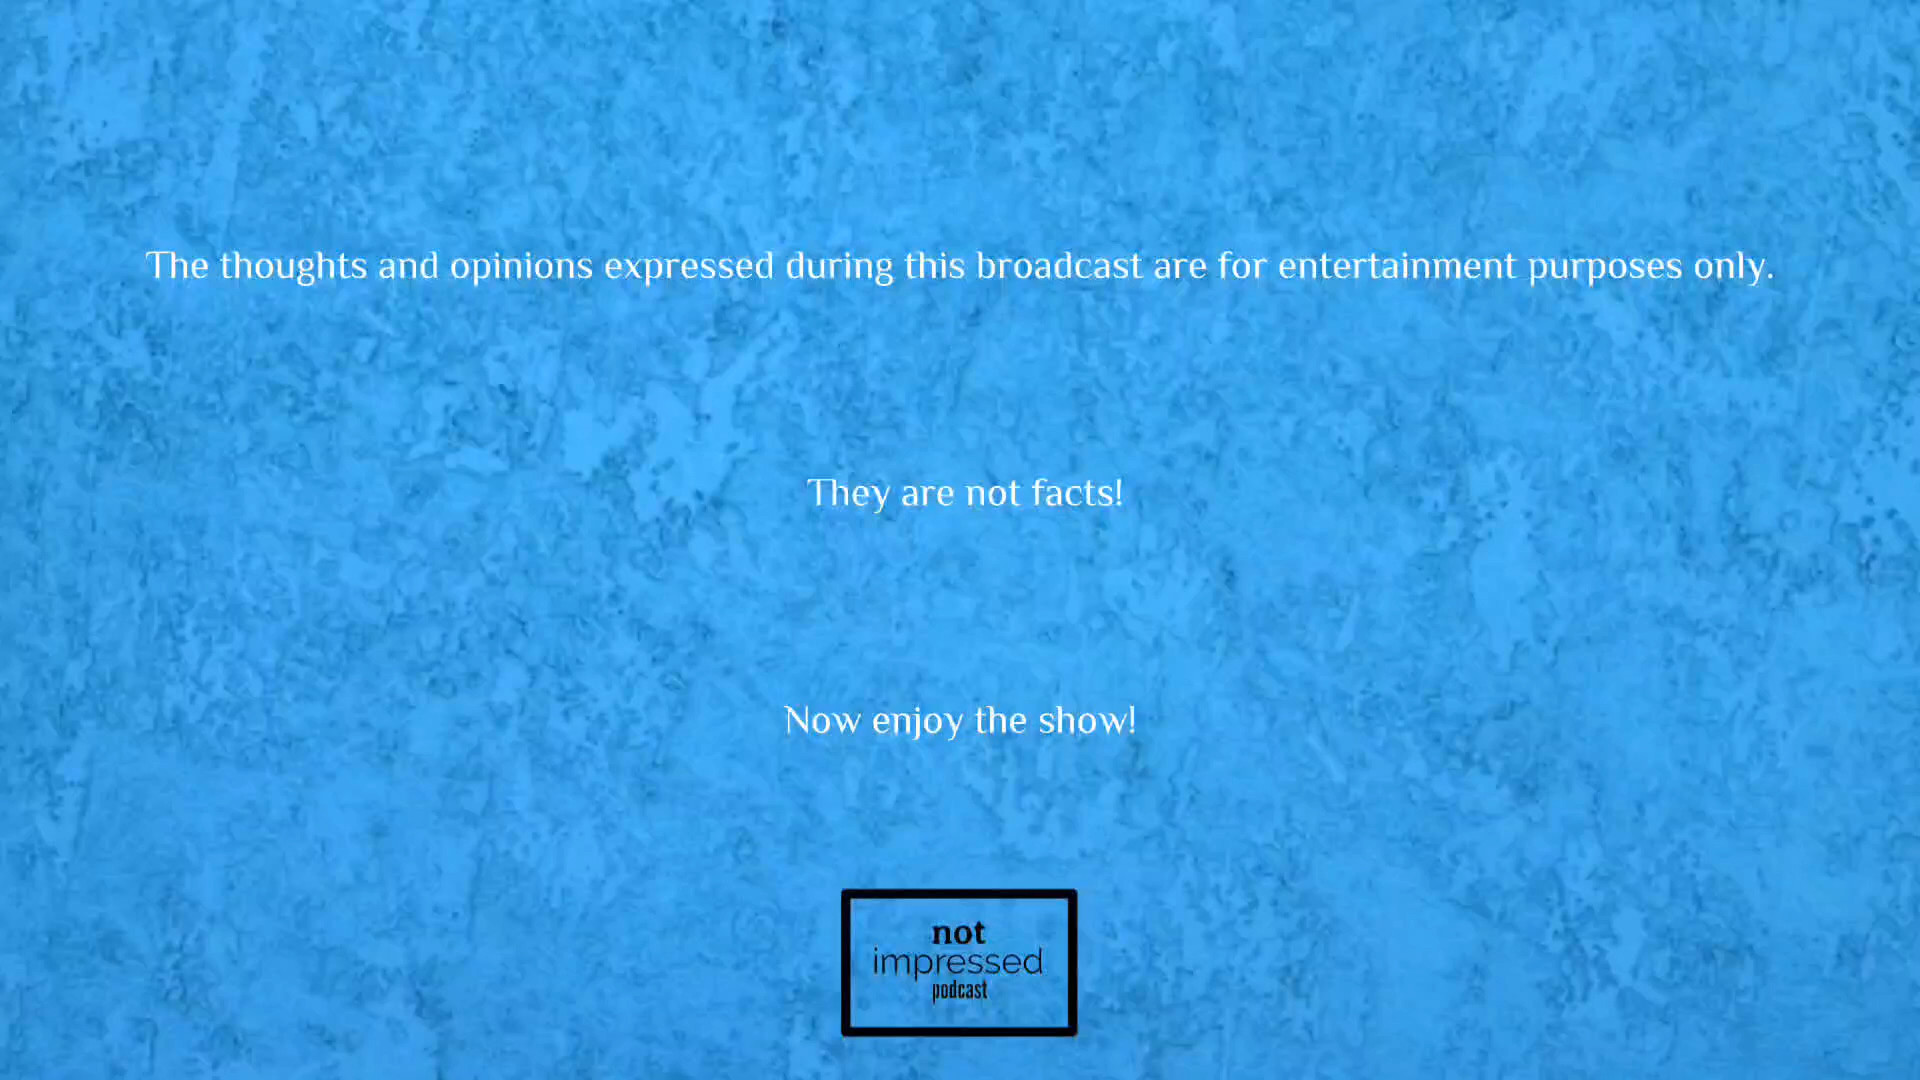 The thoughts and opinions expressed during this broadcast are for entertainment purposes only.
They are not facts!
Now enjoy the show!
not
impressed
podcast